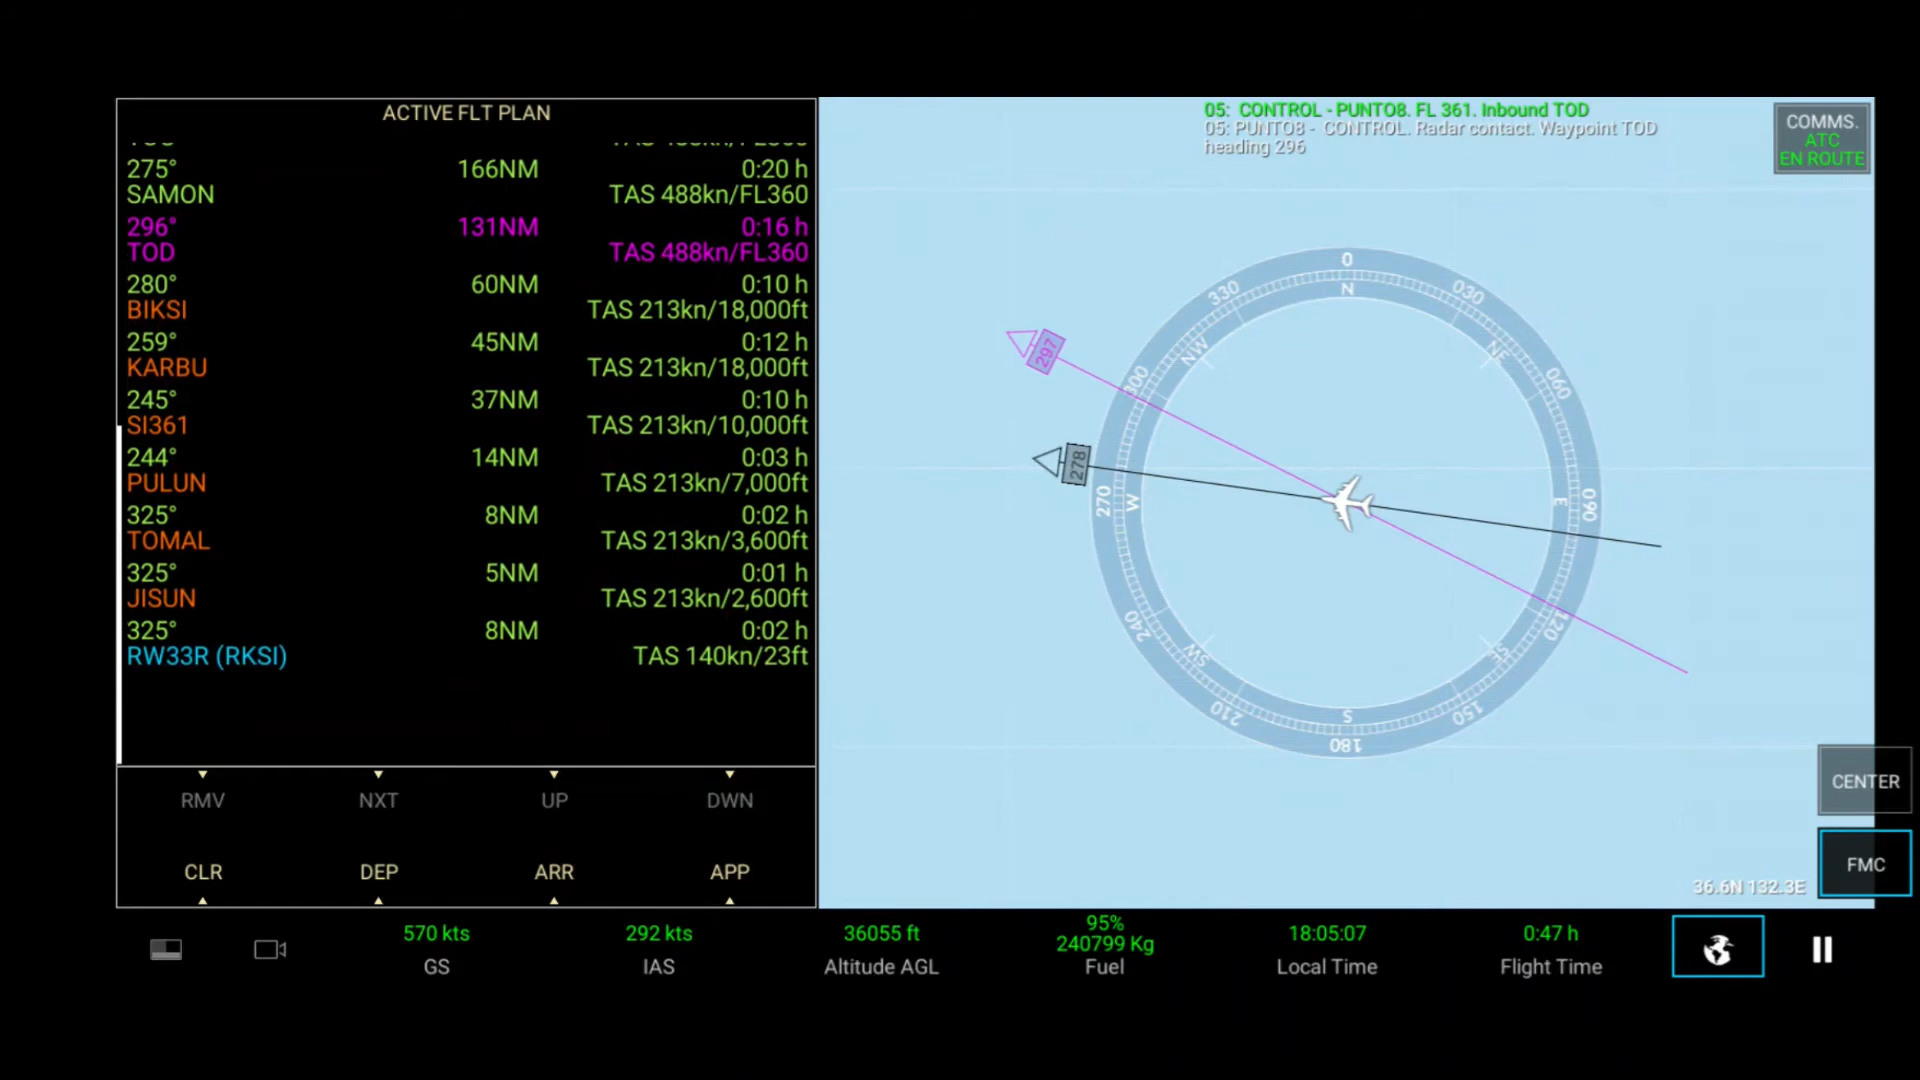 ACTIVE FLT PLAN
275° 166NM 0:20 h
SAMON TAS 488kn/FL360
296° 131NM 0:16 h
TOD TAS 488kn/FL360
280° 60NM 0:10 h
BIKSI TAS 213kn/18,000ft
259° 45NM 0:12 h
KARBU TAS 213kn/18,000ft
245° 37NM 0:10 h
SI361 TAS 213kn/10,000ft
244° 14NM 0:03 h
PULUN TAS 213kn/7,000ft
325° 8NM 0:02 h
TOMAL TAS 213kn/3,600ft
325° 5NM 0:01 h
JISUN TAS 213kn/2,600ft
325° 8NM 0:02 h
RW33R (RKSI) TAS 140kn/23ft
RMV NXT UP DWN
CLR DEP ARR APP
05: CONTROL - PUNTO8. FL 361. Inbound TOD
05: PUNTO8 - CONTROL. Radar contact. Waypoint TOD
heading 296
COMMS.
ATC
EN ROUTE
0
N
030
NE
060
E
090
120
SE
150
S
180
210
SW
240
W
270
300
NW
330
297
278
CENTER
FMC
36.6N 132.3E
570 kts
GS
292 kts
IAS
36055 ft
Altitude AGL
95%
240799 Kg
Fuel
18:05:07
Local Time
0:47 h
Flight Time